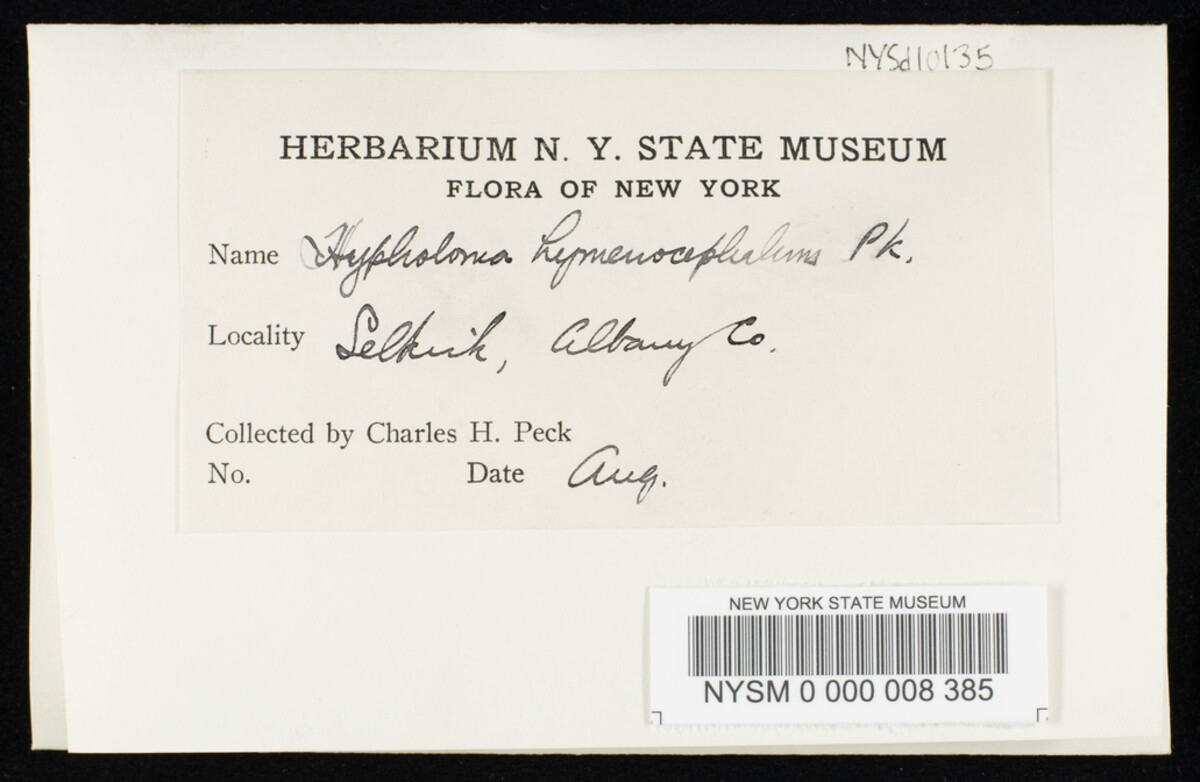 NYSd10135
HERBARIUM N. Y. STATE MUSEUM
FLORA OF NEW YORK
Name Hypholoma hymenocephalum Pk.
Locality Selkirk, Albany Co.
Collected by Charles H. Peck
No. Date Aug.
NEW YORK STATE MUSEUM
NYSM 0 000 008 385